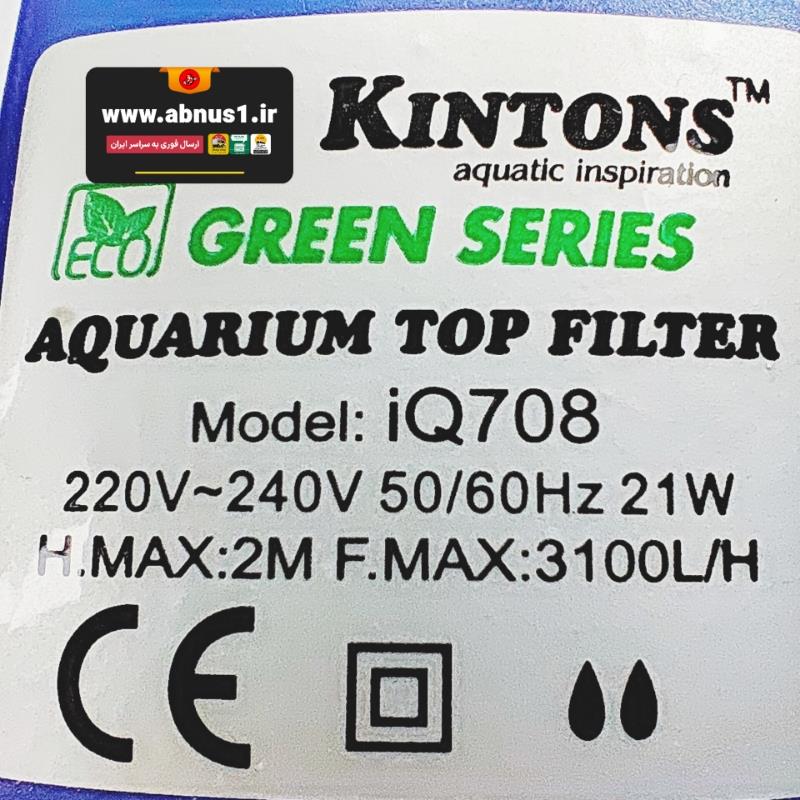 www.abnus1.ir
ارسال فوری به سراسر ایران
KINTONS™
aquatic inspiration
ECO GREEN SERIES
AQUARIUM TOP FILTER
Model: iQ708
220V~240V 50/60Hz 21W
H.MAX:2M F.MAX:3100L/H
CE